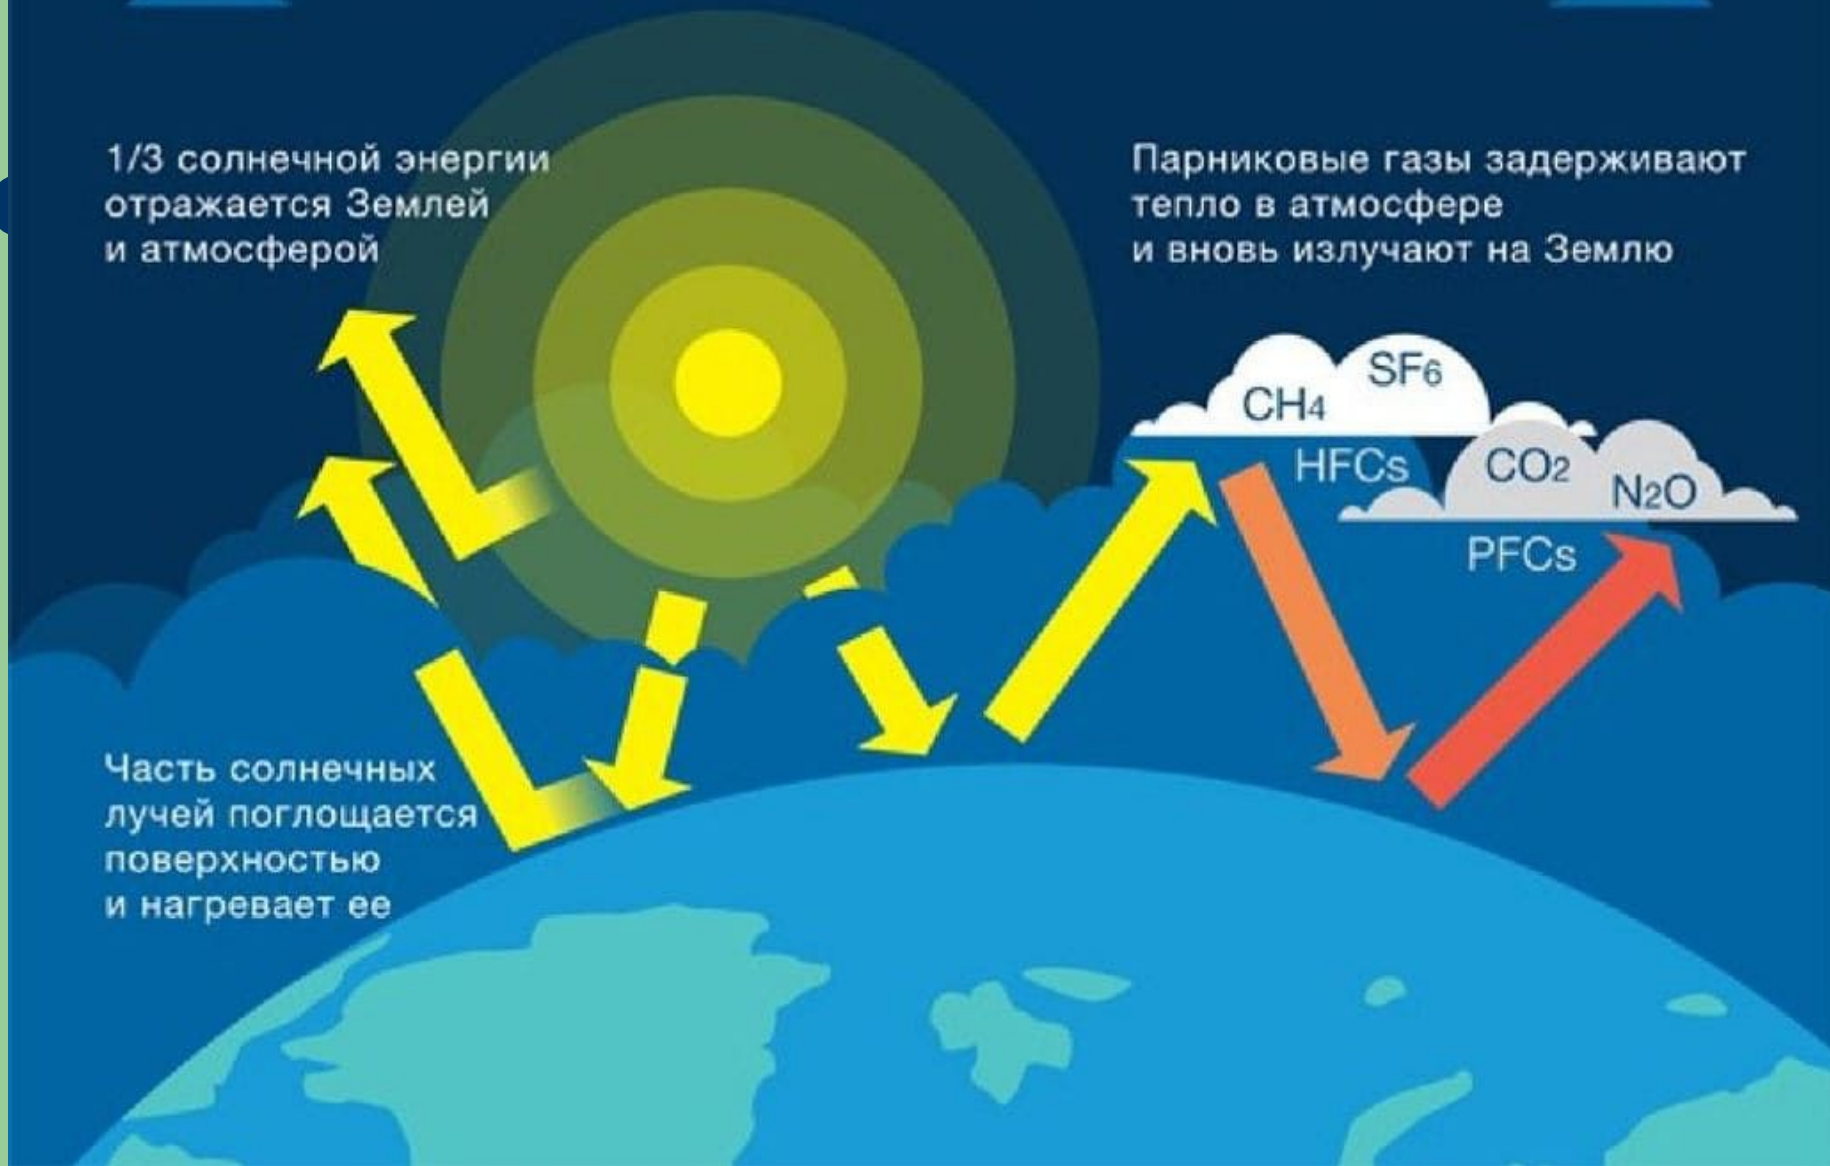 1/3 солнечной энергии
отражается Землей
и атмосферой
Парниковые газы задерживают
тепло в атмосфере
и вновь излучают на Землю
SF6
CH4
HFCs
CO2
N2O
PFCs
Часть солнечных
лучей поглощается
поверхностью
и нагревает ее